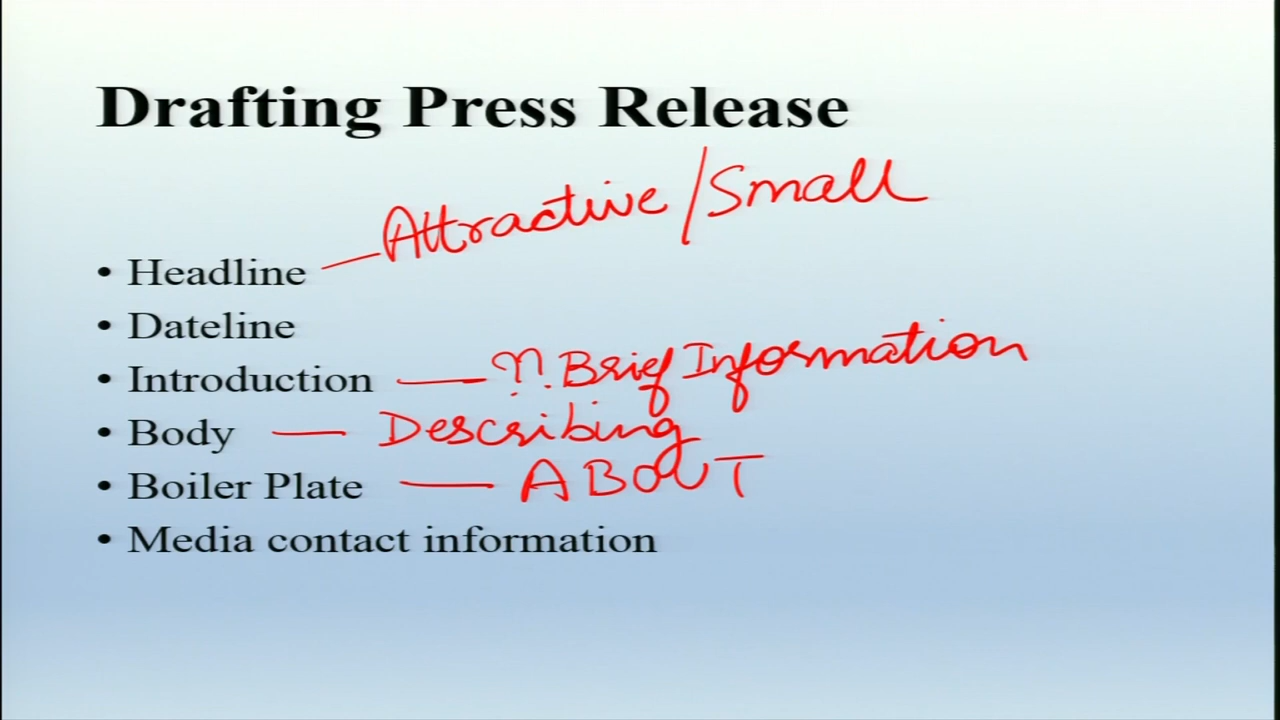 Drafting Press Release
Attractive/Small
• Headline
• Dateline
• Introduction — Brief Information
• Body — Describing
• Boiler Plate — ABOUT
• Media contact information